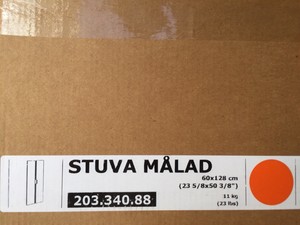 STUVA MÅLAD
60x128 cm
(23 5/8x50 3/8")
203.340.88
11 kg
(23 lbs)